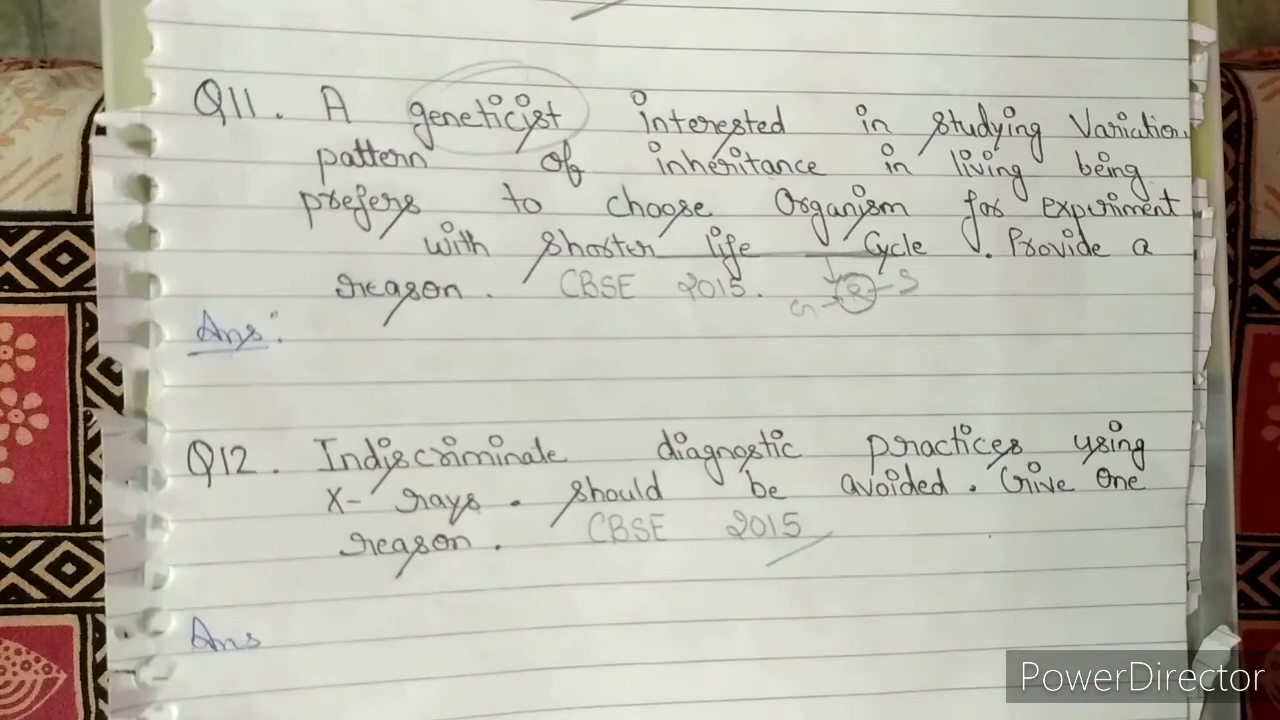 Q11. A geneticist interested in studying Variation
pattern of inheritance in living being
prefers to choose Organism for experiment
with shorter life Cycle . Provide a
reason . CBSE 2015.
G R S
Ans:
Q12. Indiscriminate diagnostic practices using
X- rays . should be avoided . Give One
reason . CBSE 2015
Ans
PowerDirector